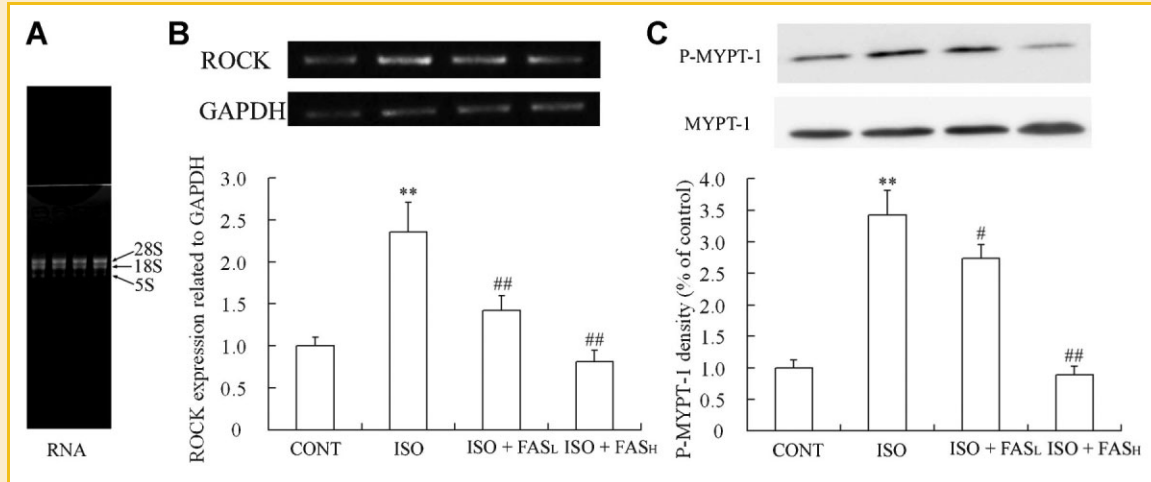 A
28S
18S
5S
RNA
B
ROCK
GAPDH
ROCK expression related to GAPDH
3.0
2.5
2.0
1.5
1.0
0.5
0
**
##
##
CONT
ISO
ISO + FASL
ISO + FASH
C
P-MYPT-1
MYPT-1
P-MYPT-1 density (% of control)
4.0
3.5
3.0
2.5
2.0
1.5
1.0
0.5
0
**
#
##
CONT
ISO
ISO + FASL
ISO + FASH